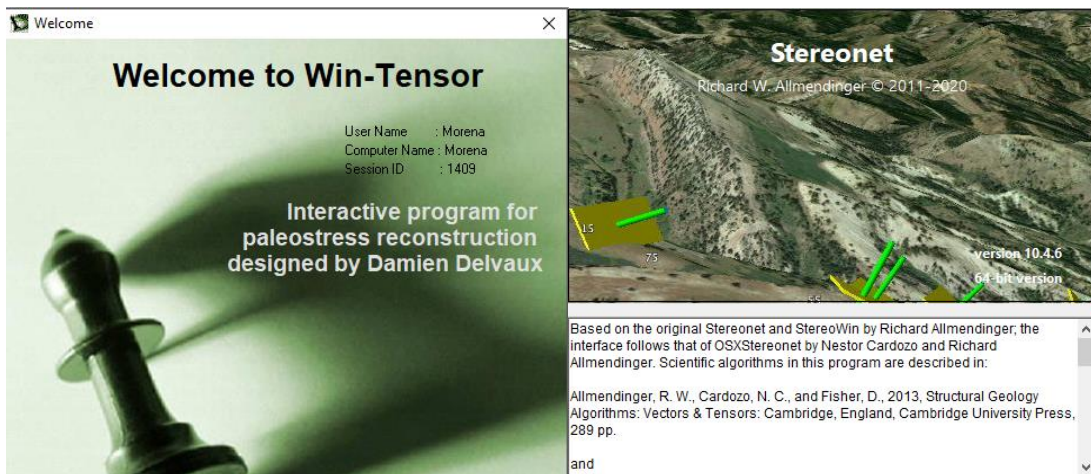 Welcome
Welcome to Win-Tensor
User Name : Morena
Computer Name : Morena
Session ID : 1409
Interactive program for
paleostress reconstruction
designed by Damien Delvaux
Stereonet
Richard W. Allmendinger © 2011-2020
15
75
55
version 10.4.6
64-bit version
Based on the original Stereonet and StereoWin by Richard Allmendinger; the
interface follows that of OSXStereonet by Nestor Cardozo and Richard
Allmendinger. Scientific algorithms in this program are described in:
Allmendinger, R. W., Cardozo, N. C., and Fisher, D., 2013, Structural Geology
Algorithms: Vectors & Tensors: Cambridge, England, Cambridge University Press,
289 pp.
and